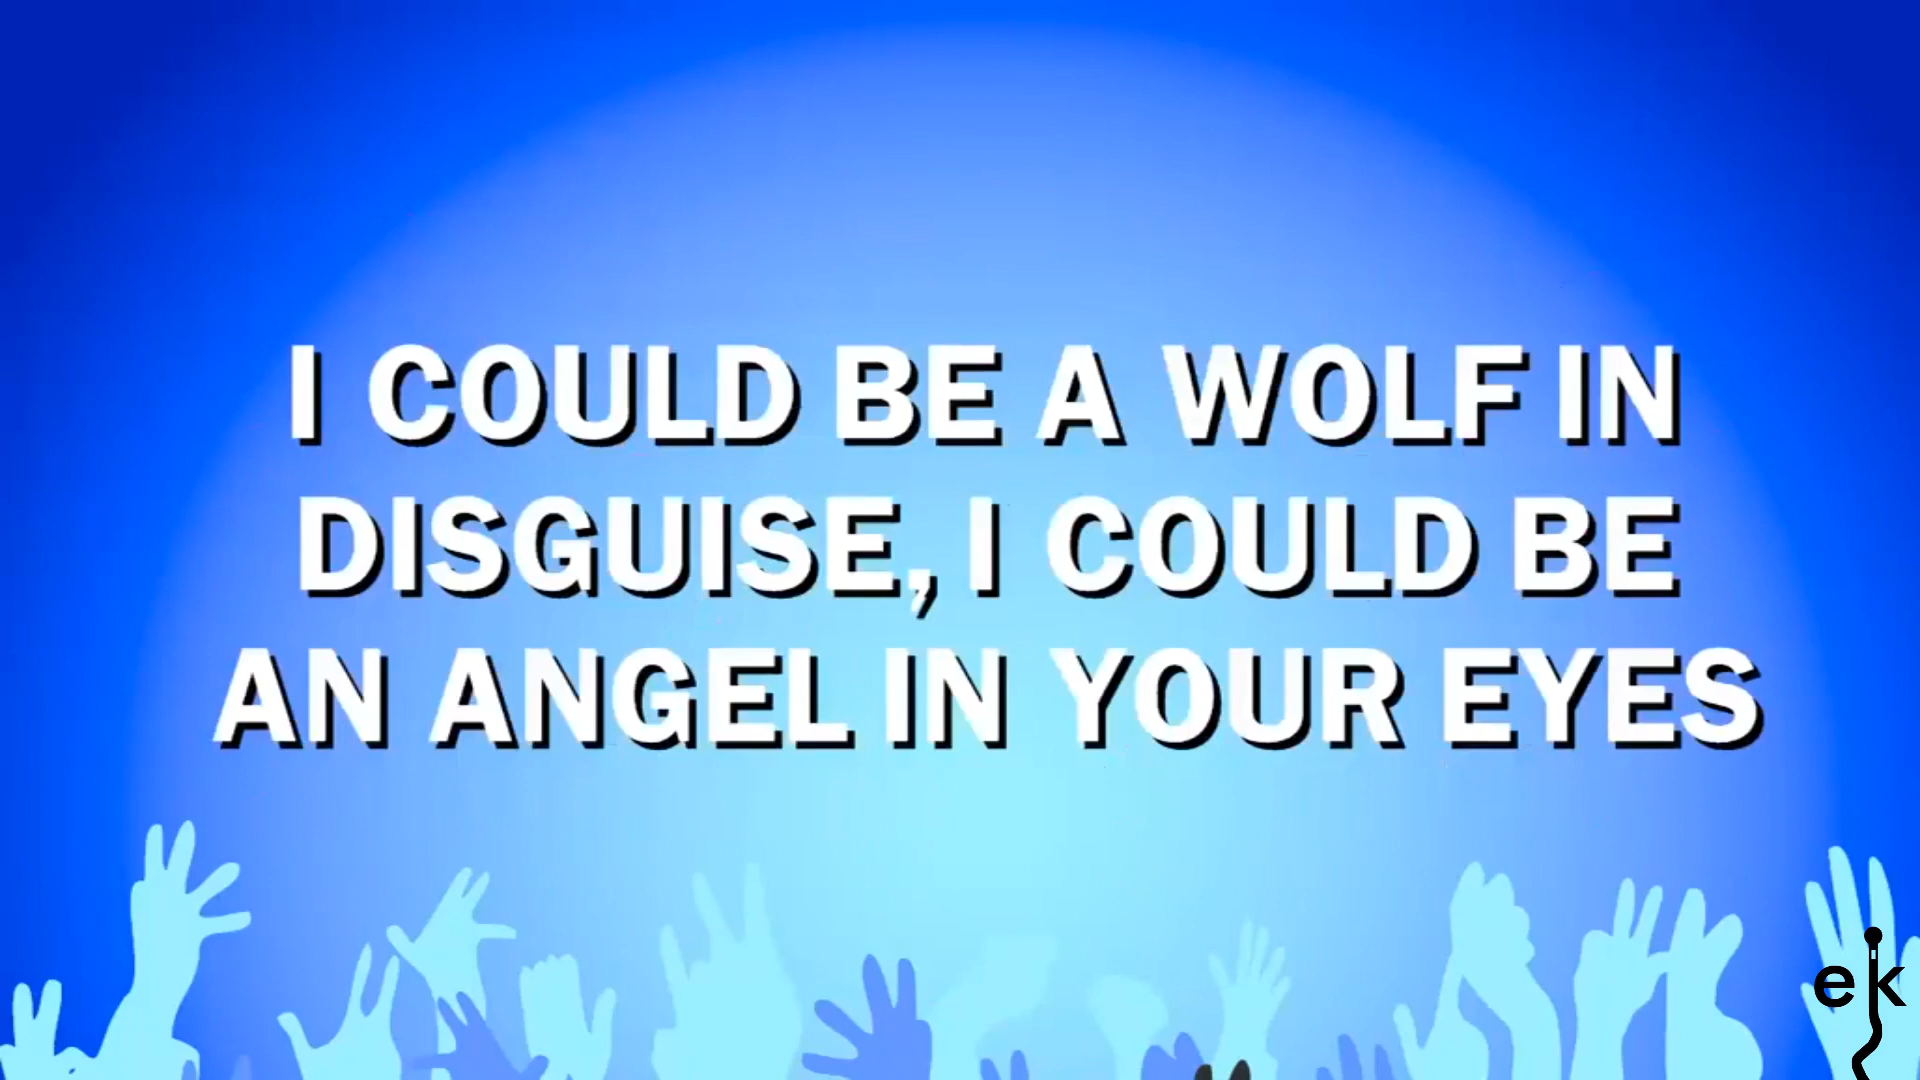 I COULD BE A WOLF IN
DISGUISE, I COULD BE
AN ANGEL IN YOUR EYES
ek